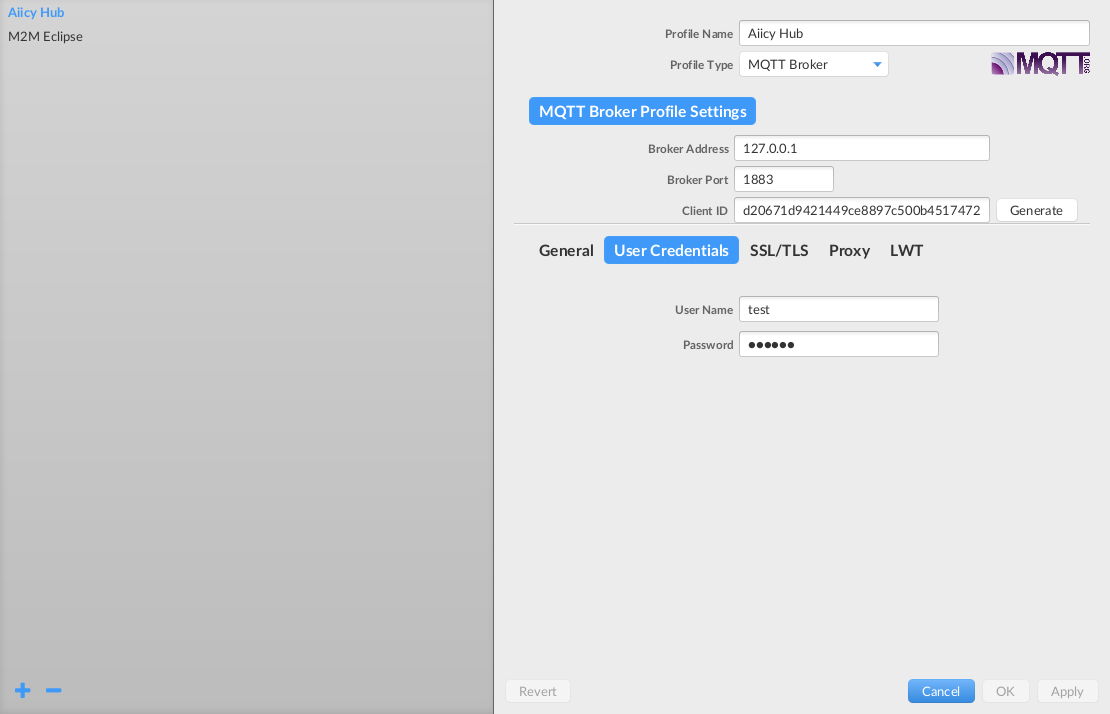 Aiicy Hub
M2M Eclipse
Profile Name Aiicy Hub
Profile Type MQTT Broker
MQTT.ORG
MQTT Broker Profile Settings
Broker Address 127.0.0.1
Broker Port 1883
Client ID d20671d9421449ce8897c500b4517472 Generate
General User Credentials SSL/TLS Proxy LWT
User Name test
Password ●●●●●●
Revert Cancel OK Apply